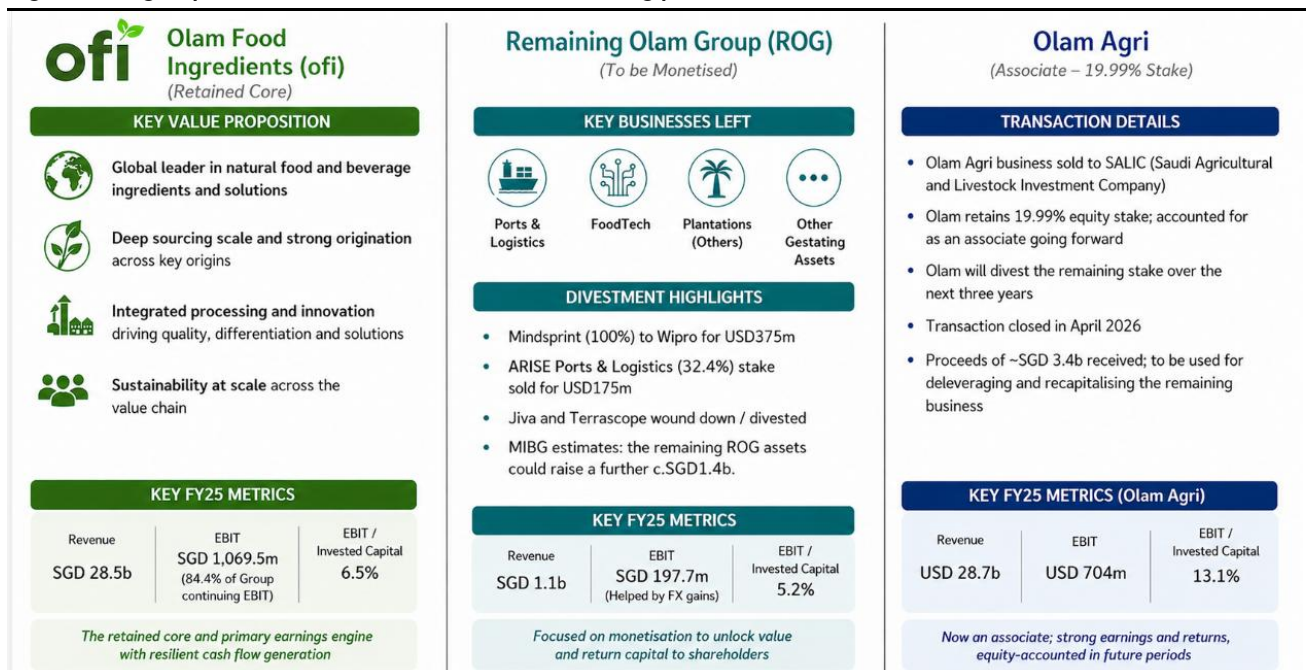 ofi
Olam Food
Ingredients (ofi)
(Retained Core)
KEY VALUE PROPOSITION
Global leader in natural food and beverage
ingredients and solutions
Deep sourcing scale and strong origination
across key origins
Integrated processing and innovation
driving quality, differentiation and solutions
Sustainability at scale across the
value chain
KEY FY25 METRICS
Revenue
SGD 28.5b
EBIT
SGD 1,069.5m
(84.4% of Group
continuing EBIT)
EBIT /
Invested Capital
6.5%
The retained core and primary earnings engine
with resilient cash flow generation
Remaining Olam Group (ROG)
(To be Monetised)
KEY BUSINESSES LEFT
Ports &
Logistics
FoodTech
Plantations
(Others)
Other
Gestating
Assets
DIVESTMENT HIGHLIGHTS
• Mindsprint (100%) to Wipro for USD375m
• ARISE Ports & Logistics (32.4%) stake
sold for USD175m
• Jiva and Terrascope wound down / divested
• MIBG estimates: the remaining ROG assets
could raise a further c.SGD1.4b.
KEY FY25 METRICS
Revenue
SGD 1.1b
EBIT
SGD 197.7m
(Helped by FX gains)
EBIT /
Invested Capital
5.2%
Focused on monetisation to unlock value
and return capital to shareholders
Olam Agri
(Associate – 19.99% Stake)
TRANSACTION DETAILS
• Olam Agri business sold to SALIC (Saudi Agricultural
and Livestock Investment Company)
• Olam retains 19.99% equity stake; accounted for
as an associate going forward
• Olam will divest the remaining stake over the
next three years
• Transaction closed in April 2026
• Proceeds of ~SGD 3.4b received; to be used for
deleveraging and recapitalising the remaining
business
KEY FY25 METRICS (Olam Agri)
Revenue
USD 28.7b
EBIT
USD 704m
EBIT /
Invested Capital
13.1%
Now an associate; strong earnings and returns,
equity-accounted in future periods